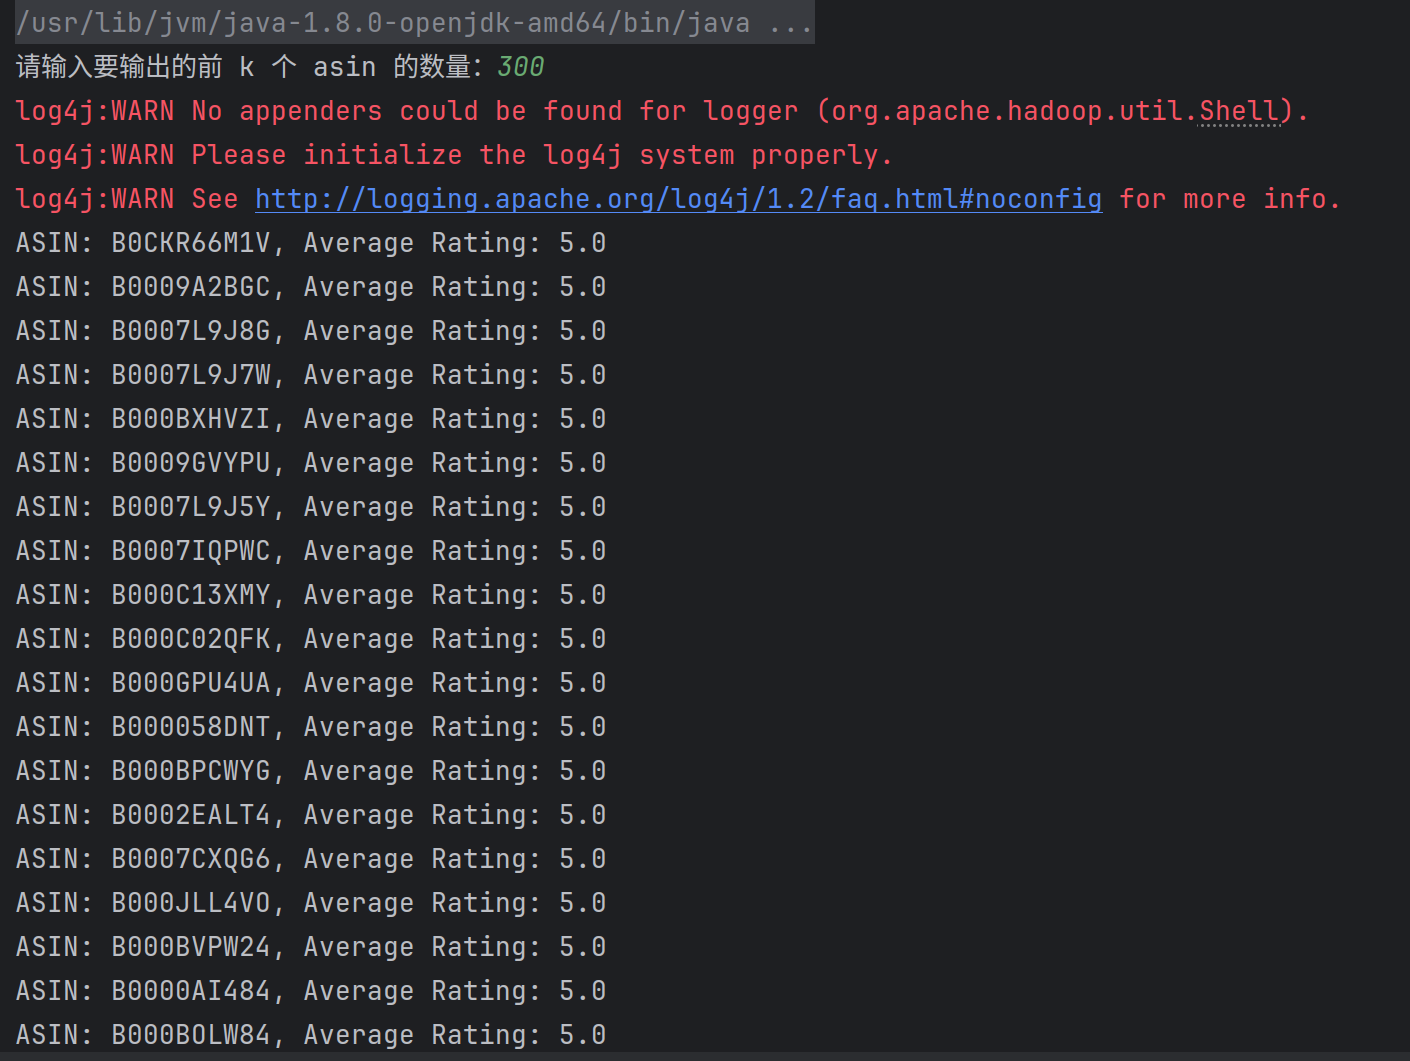 /usr/lib/jvm/java-1.8.0-openjdk-amd64/bin/java ...
请输入要输出的前 k 个 asin 的数量：300
log4j:WARN No appenders could be found for logger (org.apache.hadoop.util.Shell).
log4j:WARN Please initialize the log4j system properly.
log4j:WARN See http://logging.apache.org/log4j/1.2/faq.html#noconfig for more info.
ASIN: B0CKR66M1V, Average Rating: 5.0
ASIN: B0009A2BGC, Average Rating: 5.0
ASIN: B0007L9J8G, Average Rating: 5.0
ASIN: B0007L9J7W, Average Rating: 5.0
ASIN: B000BXHVZI, Average Rating: 5.0
ASIN: B0009GVYPU, Average Rating: 5.0
ASIN: B0007L9J5Y, Average Rating: 5.0
ASIN: B0007IQPWC, Average Rating: 5.0
ASIN: B000C13XMY, Average Rating: 5.0
ASIN: B000C02QFK, Average Rating: 5.0
ASIN: B000GPU4UA, Average Rating: 5.0
ASIN: B000058DNT, Average Rating: 5.0
ASIN: B000BPCWYG, Average Rating: 5.0
ASIN: B0002EALT4, Average Rating: 5.0
ASIN: B0007CXQG6, Average Rating: 5.0
ASIN: B000JLL4VO, Average Rating: 5.0
ASIN: B000BVPW24, Average Rating: 5.0
ASIN: B0000AI484, Average Rating: 5.0
ASIN: B000BOLW84, Average Rating: 5.0